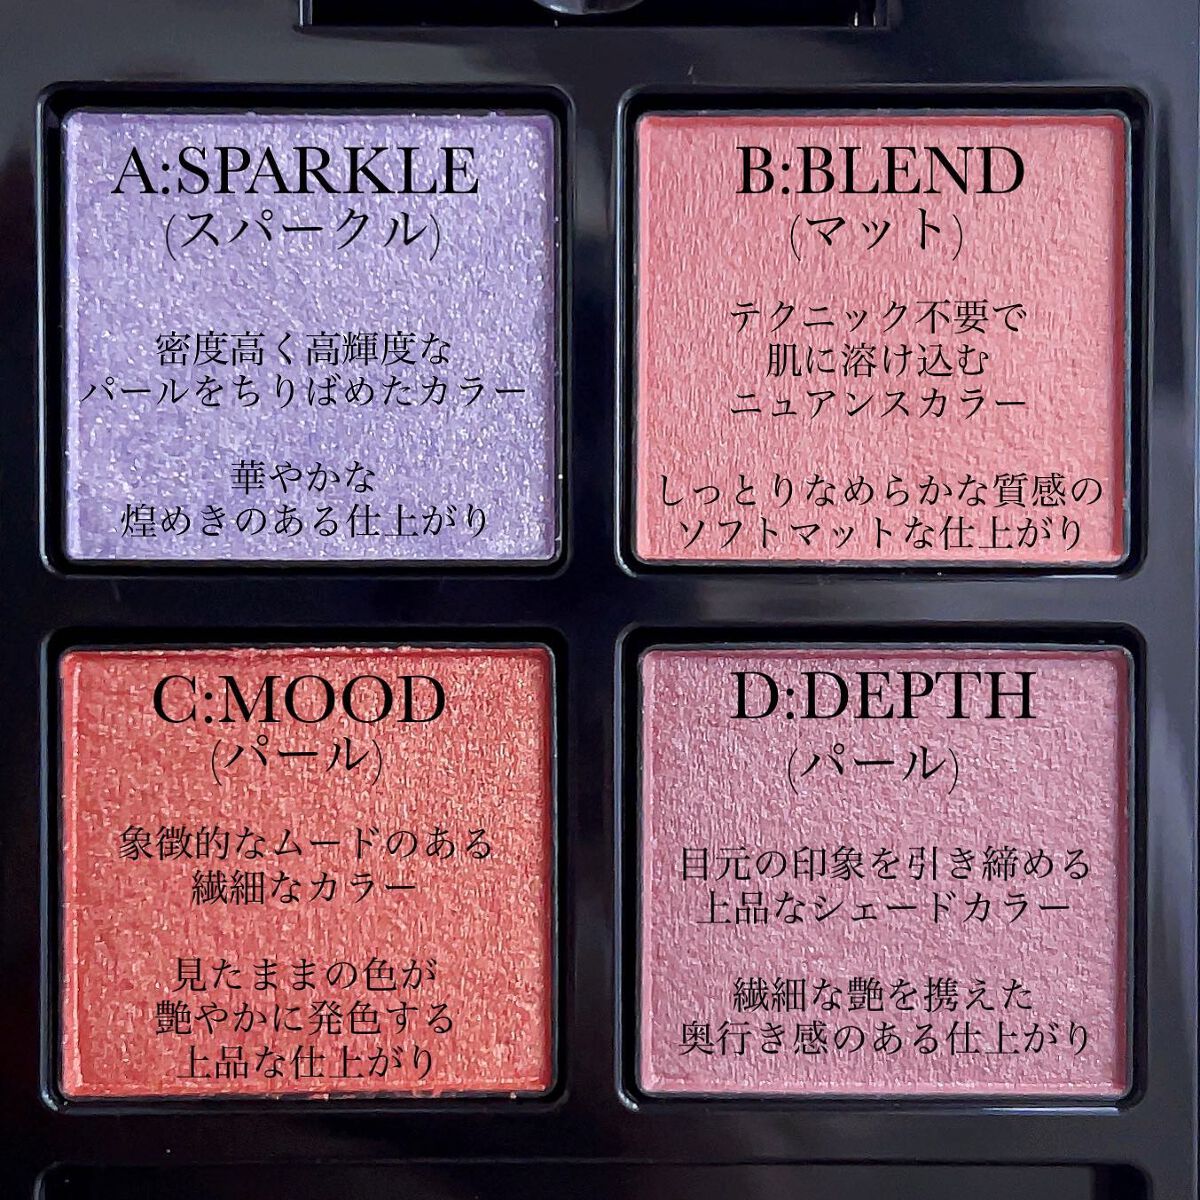 A:SPARKLE
(スパークル)
密度高く高輝度な
パールをちりばめたカラー
華やかな
煌めきのある仕上がり
B:BLEND
(マット)
テクニック不要で
肌に溶け込む
ニュアンスカラー
しっとりなめらかな質感の
ソフトマットな仕上がり
C:MOOD
(パール)
象徴的なムードのある
繊細なカラー
見たままの色が
艶やかに発色する
上品な仕上がり
D:DEPTH
(パール)
目元の印象を引き締める
上品なシェードカラー
繊細な艶を携えた
奥行き感のある仕上がり